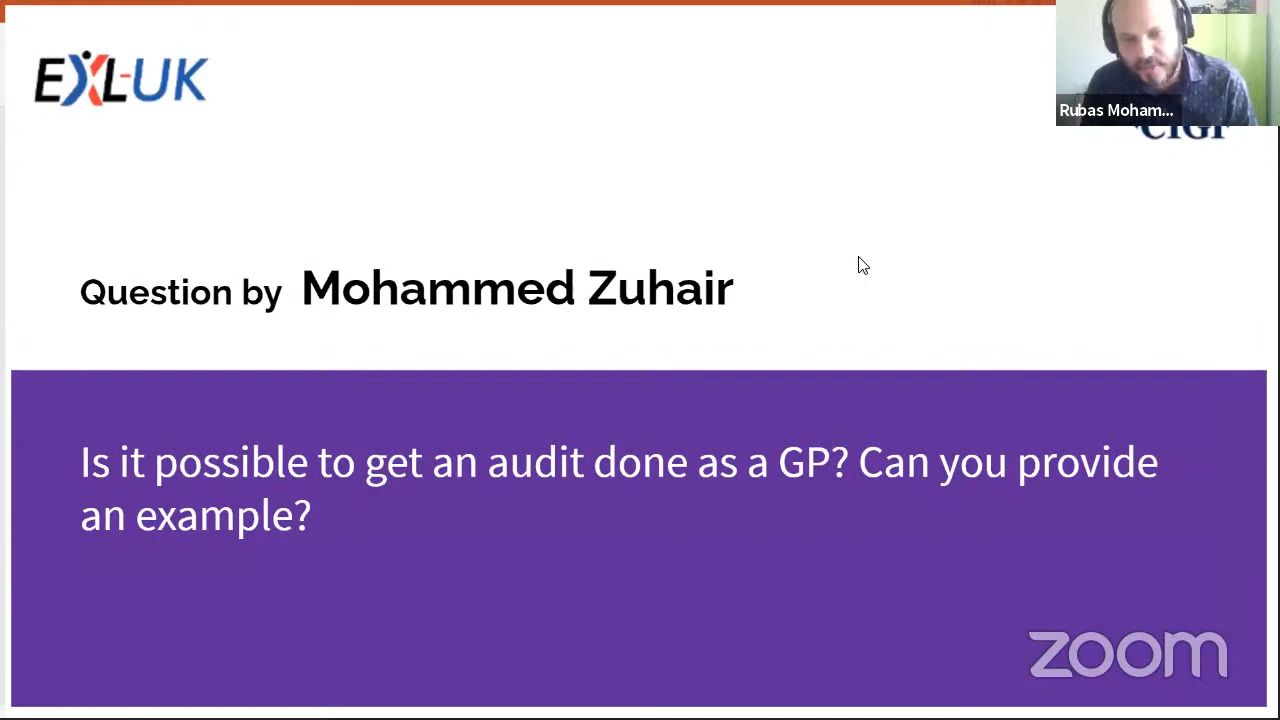 EXL-UK
Rubas Moham...
Question by Mohammed Zuhair
Is it possible to get an audit done as a GP? Can you provide
an example?
zoom